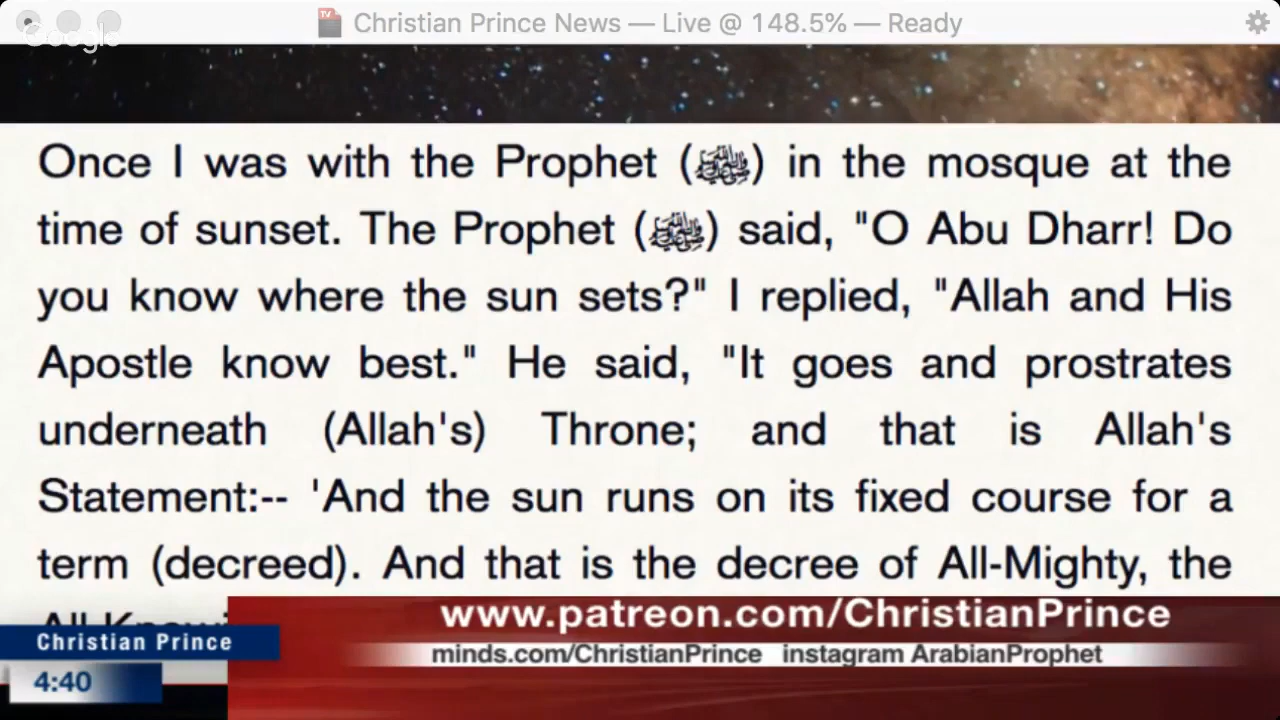 Christian Prince News — Live @ 148.5% — Ready
Google
TV
Once I was with the Prophet (ﷺ) in the mosque at the
time of sunset. The Prophet (ﷺ) said, "O Abu Dharr! Do
you know where the sun sets?" I replied, "Allah and His
Apostle know best." He said, "It goes and prostrates
underneath (Allah's) Throne; and that is Allah's
Statement:-- 'And the sun runs on its fixed course for a
term (decreed). And that is the decree of All-Mighty, the
www.patreon.com/ChristianPrince
Christian Prince
minds.com/ChristianPrince instagram ArabianProphet
4:40